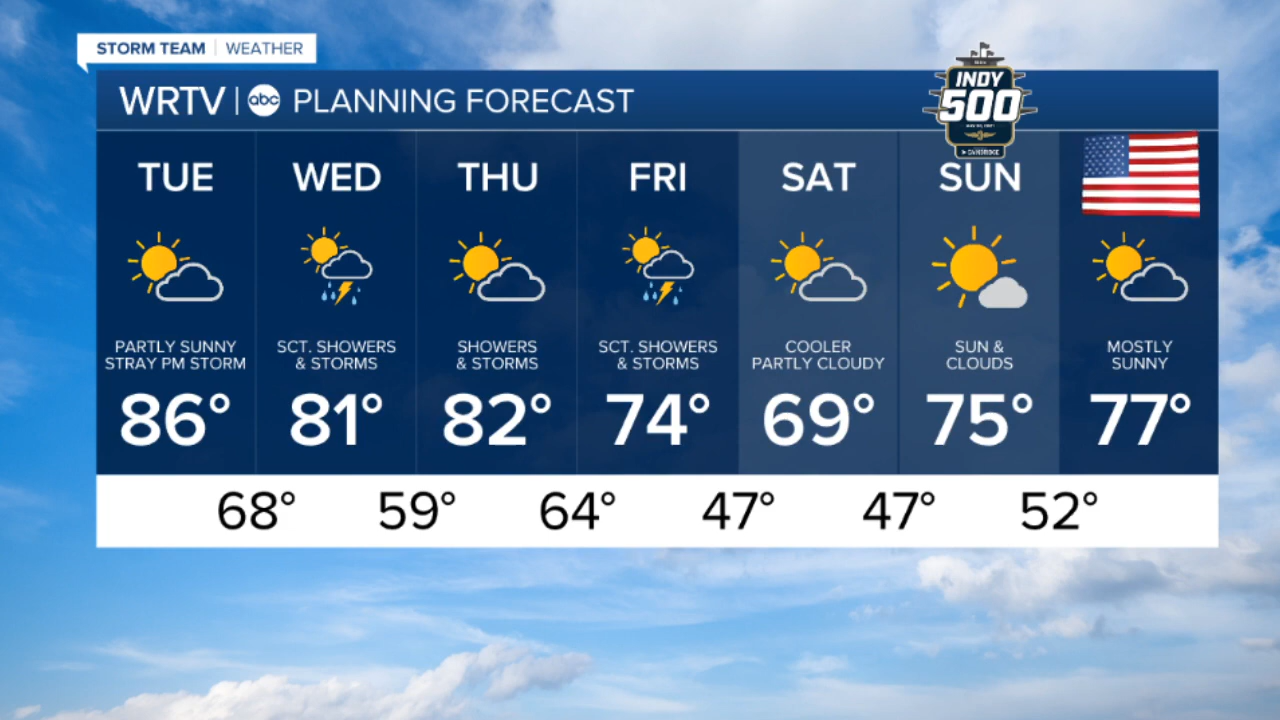 STORM TEAM | WEATHER
WRTV | abc PLANNING FORECAST
INDY
500
TUE
PARTLY SUNNY
STRAY PM STORM
86°
WED
SCT. SHOWERS
& STORMS
81°
THU
SHOWERS
& STORMS
82°
FRI
SCT. SHOWERS
& STORMS
74°
SAT
COOLER
PARTLY CLOUDY
69°
SUN
SUN &
CLOUDS
75°
MOSTLY
SUNNY
77°
68° 59° 64° 47° 47° 52°